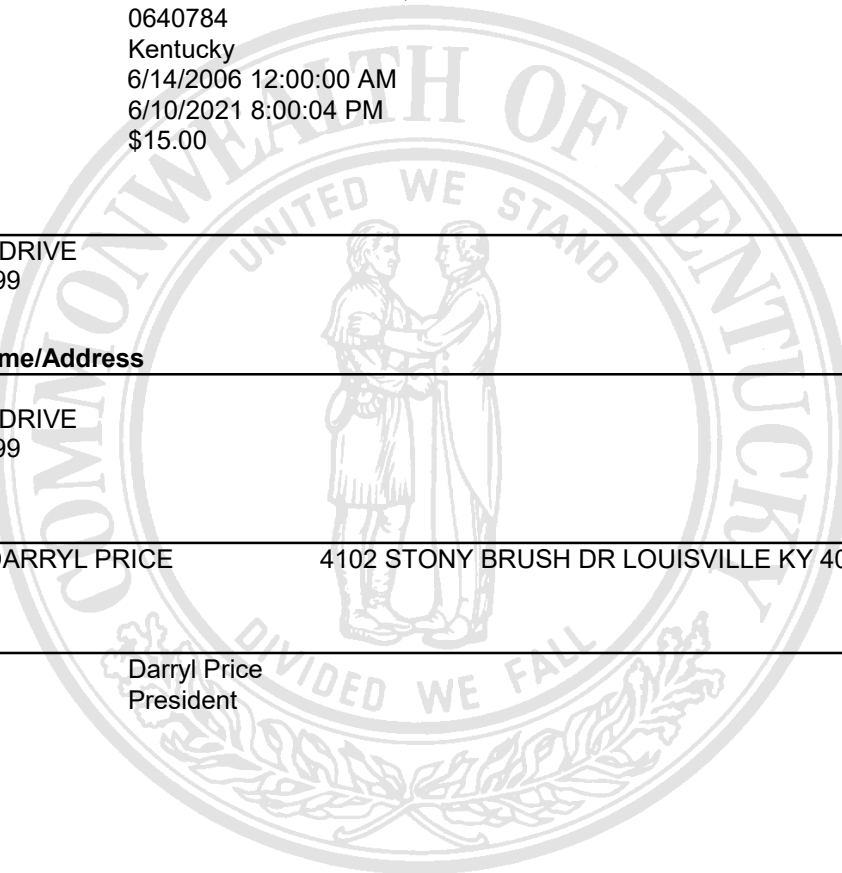 0640784
Kentucky
6/14/2006 12:00:00 AM
6/10/2021 8:00:04 PM
$15.00
COMMONWEALTH OF KENTUCKY
UNITED WE STAND
DRIVE
99
me/Address
DRIVE
99
DARRYL PRICE 4102 STONY BRUSH DR LOUISVILLE KY 40
DIVIDED WE FALL
Darryl Price
President